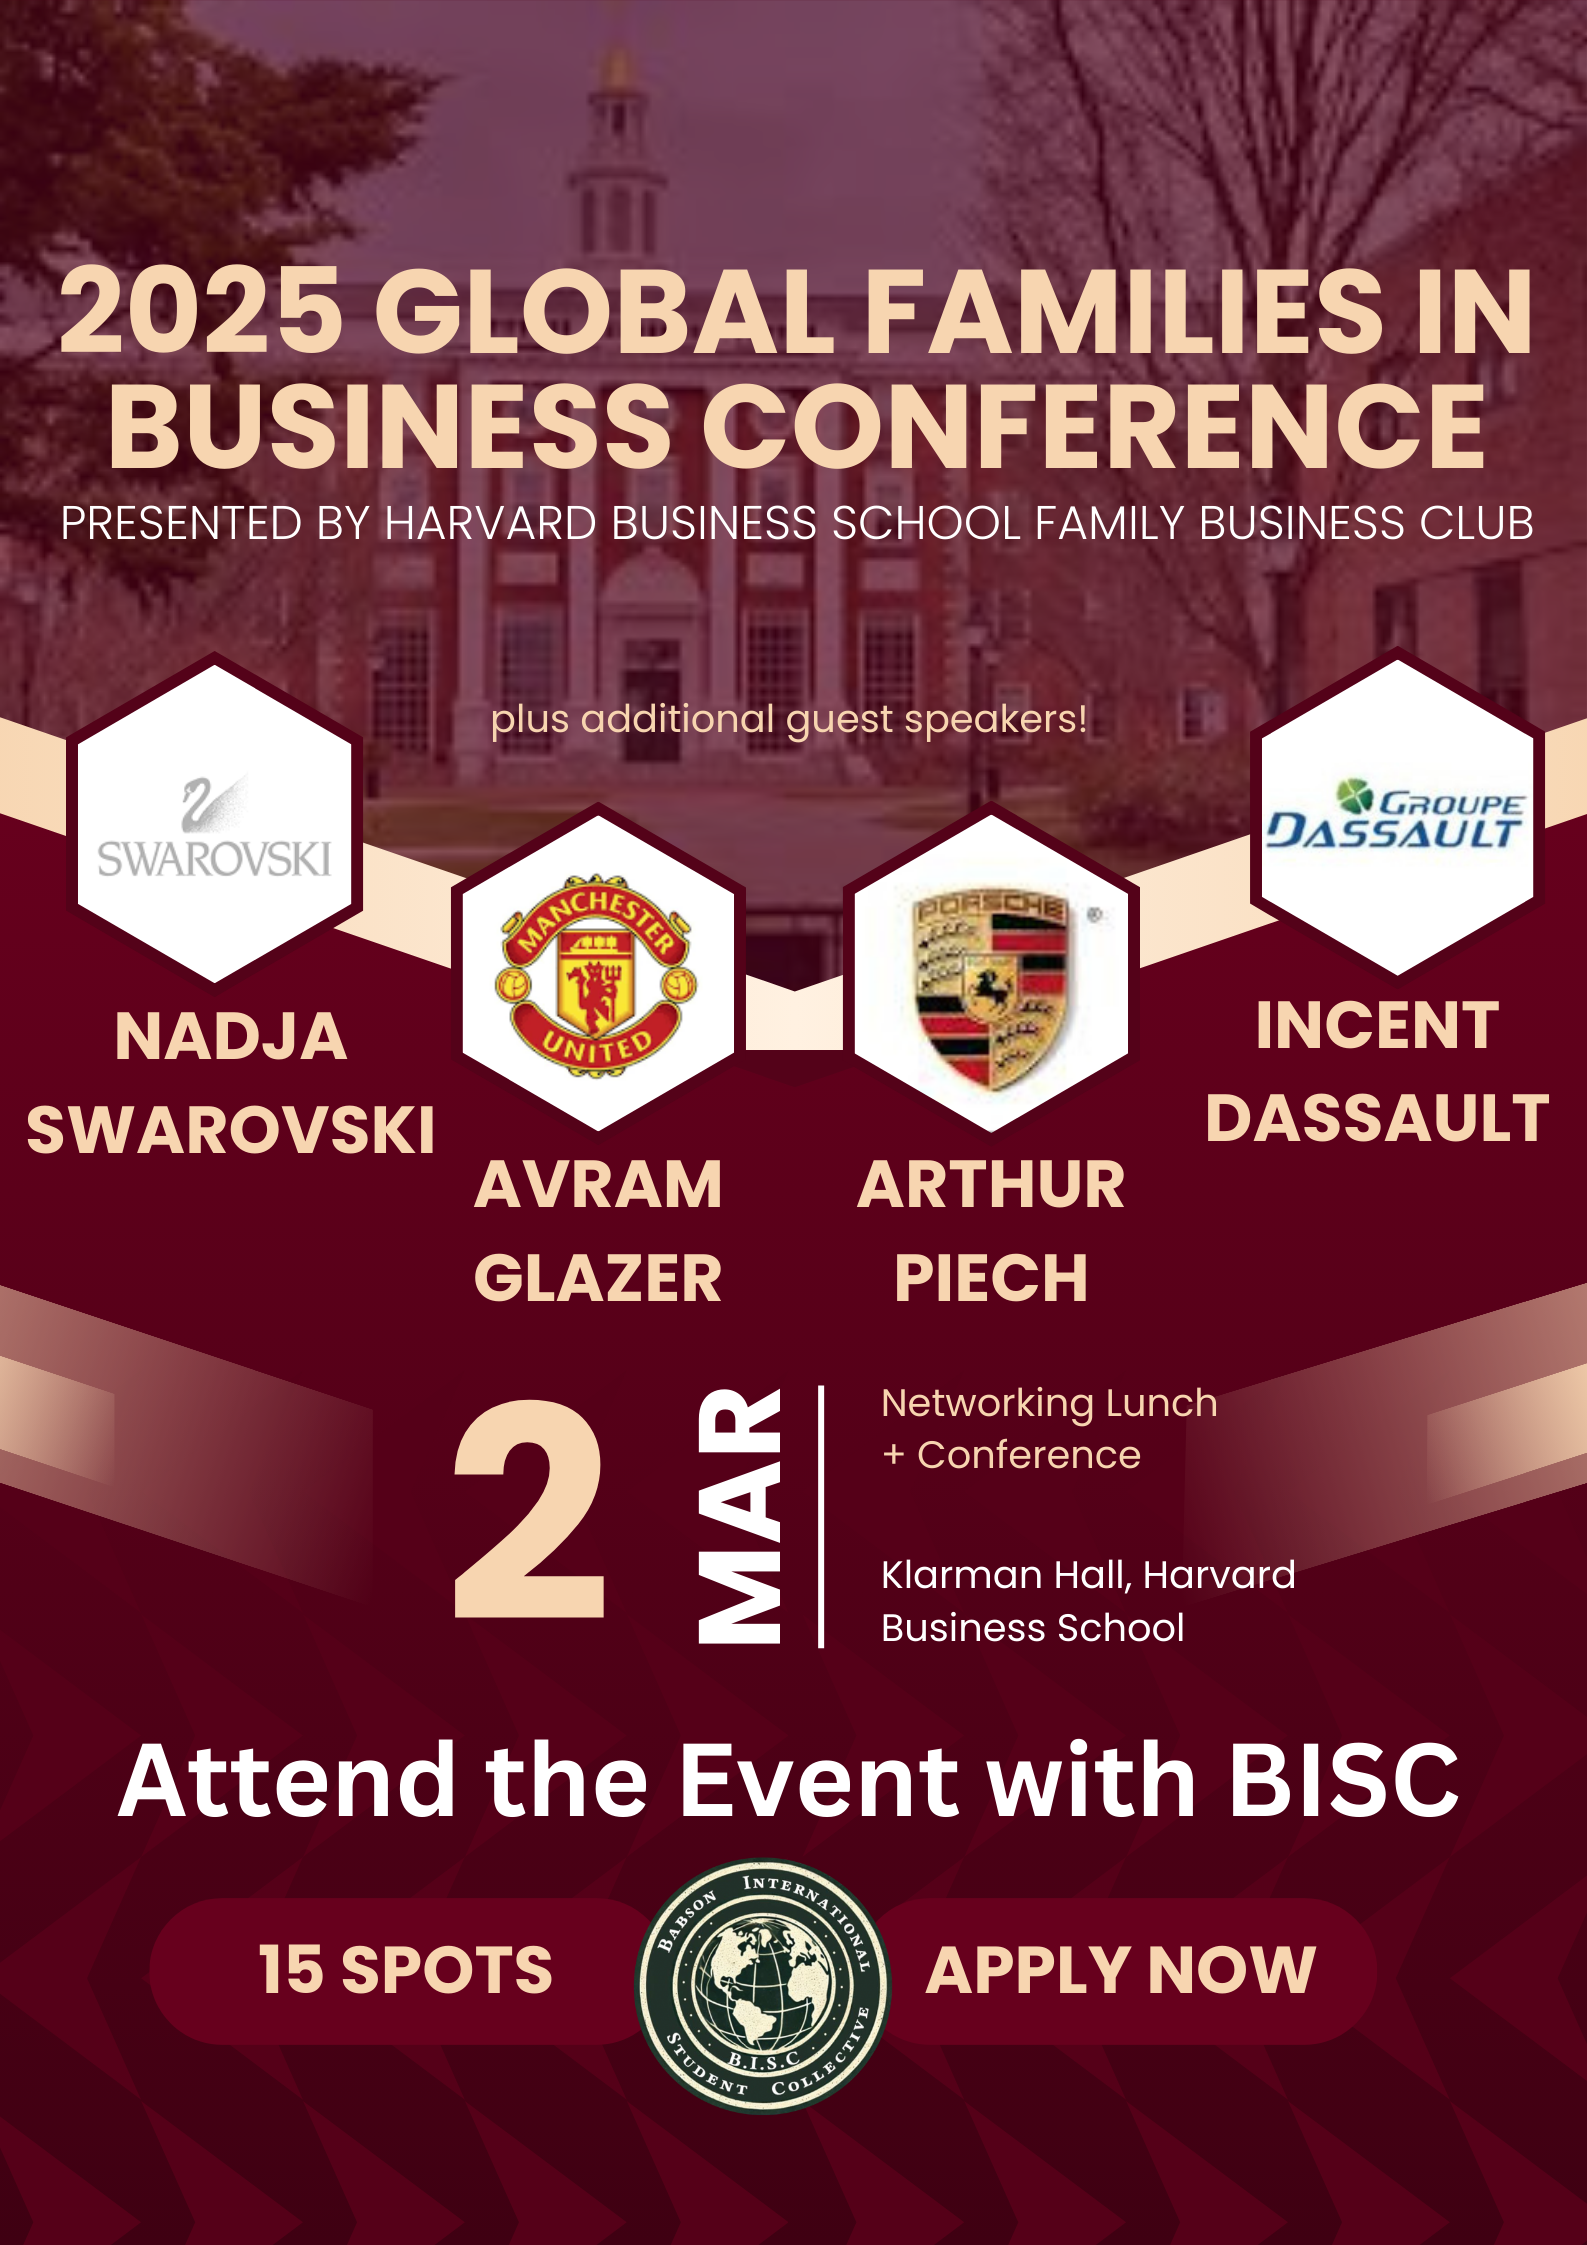 2025 GLOBAL FAMILIES IN
BUSINESS CONFERENCE
PRESENTED BY HARVARD BUSINESS SCHOOL FAMILY BUSINESS CLUB
plus additional guest speakers!
SWAROVSKI
NADJA
SWAROVSKI
MANCHESTER
UNITED
AVRAM
GLAZER
PORSCHE
®
ARTHUR
PIECH
GROUPE
DASSAULT
INCENT
DASSAULT
2
MAR
Networking Lunch
+ Conference
Klarman Hall, Harvard
Business School
Attend the Event with BISC
15 SPOTS
BABSON INTERNATIONAL
STUDENT COLLECTIVE
B.I.S.C
APPLY NOW